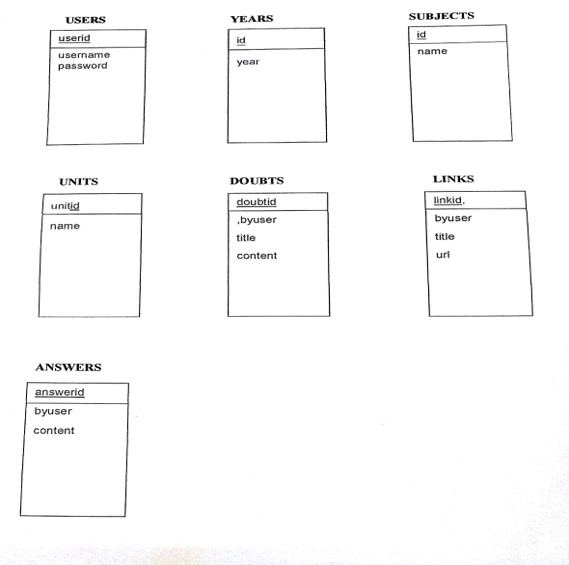 USERS
userid
username
password
YEARS
id
year
SUBJECTS
id
name
UNITS
unitid
name
DOUBTS
doubtid
,byuser
title
content
LINKS
linkid,
byuser
title
url
ANSWERS
answerid
byuser
content